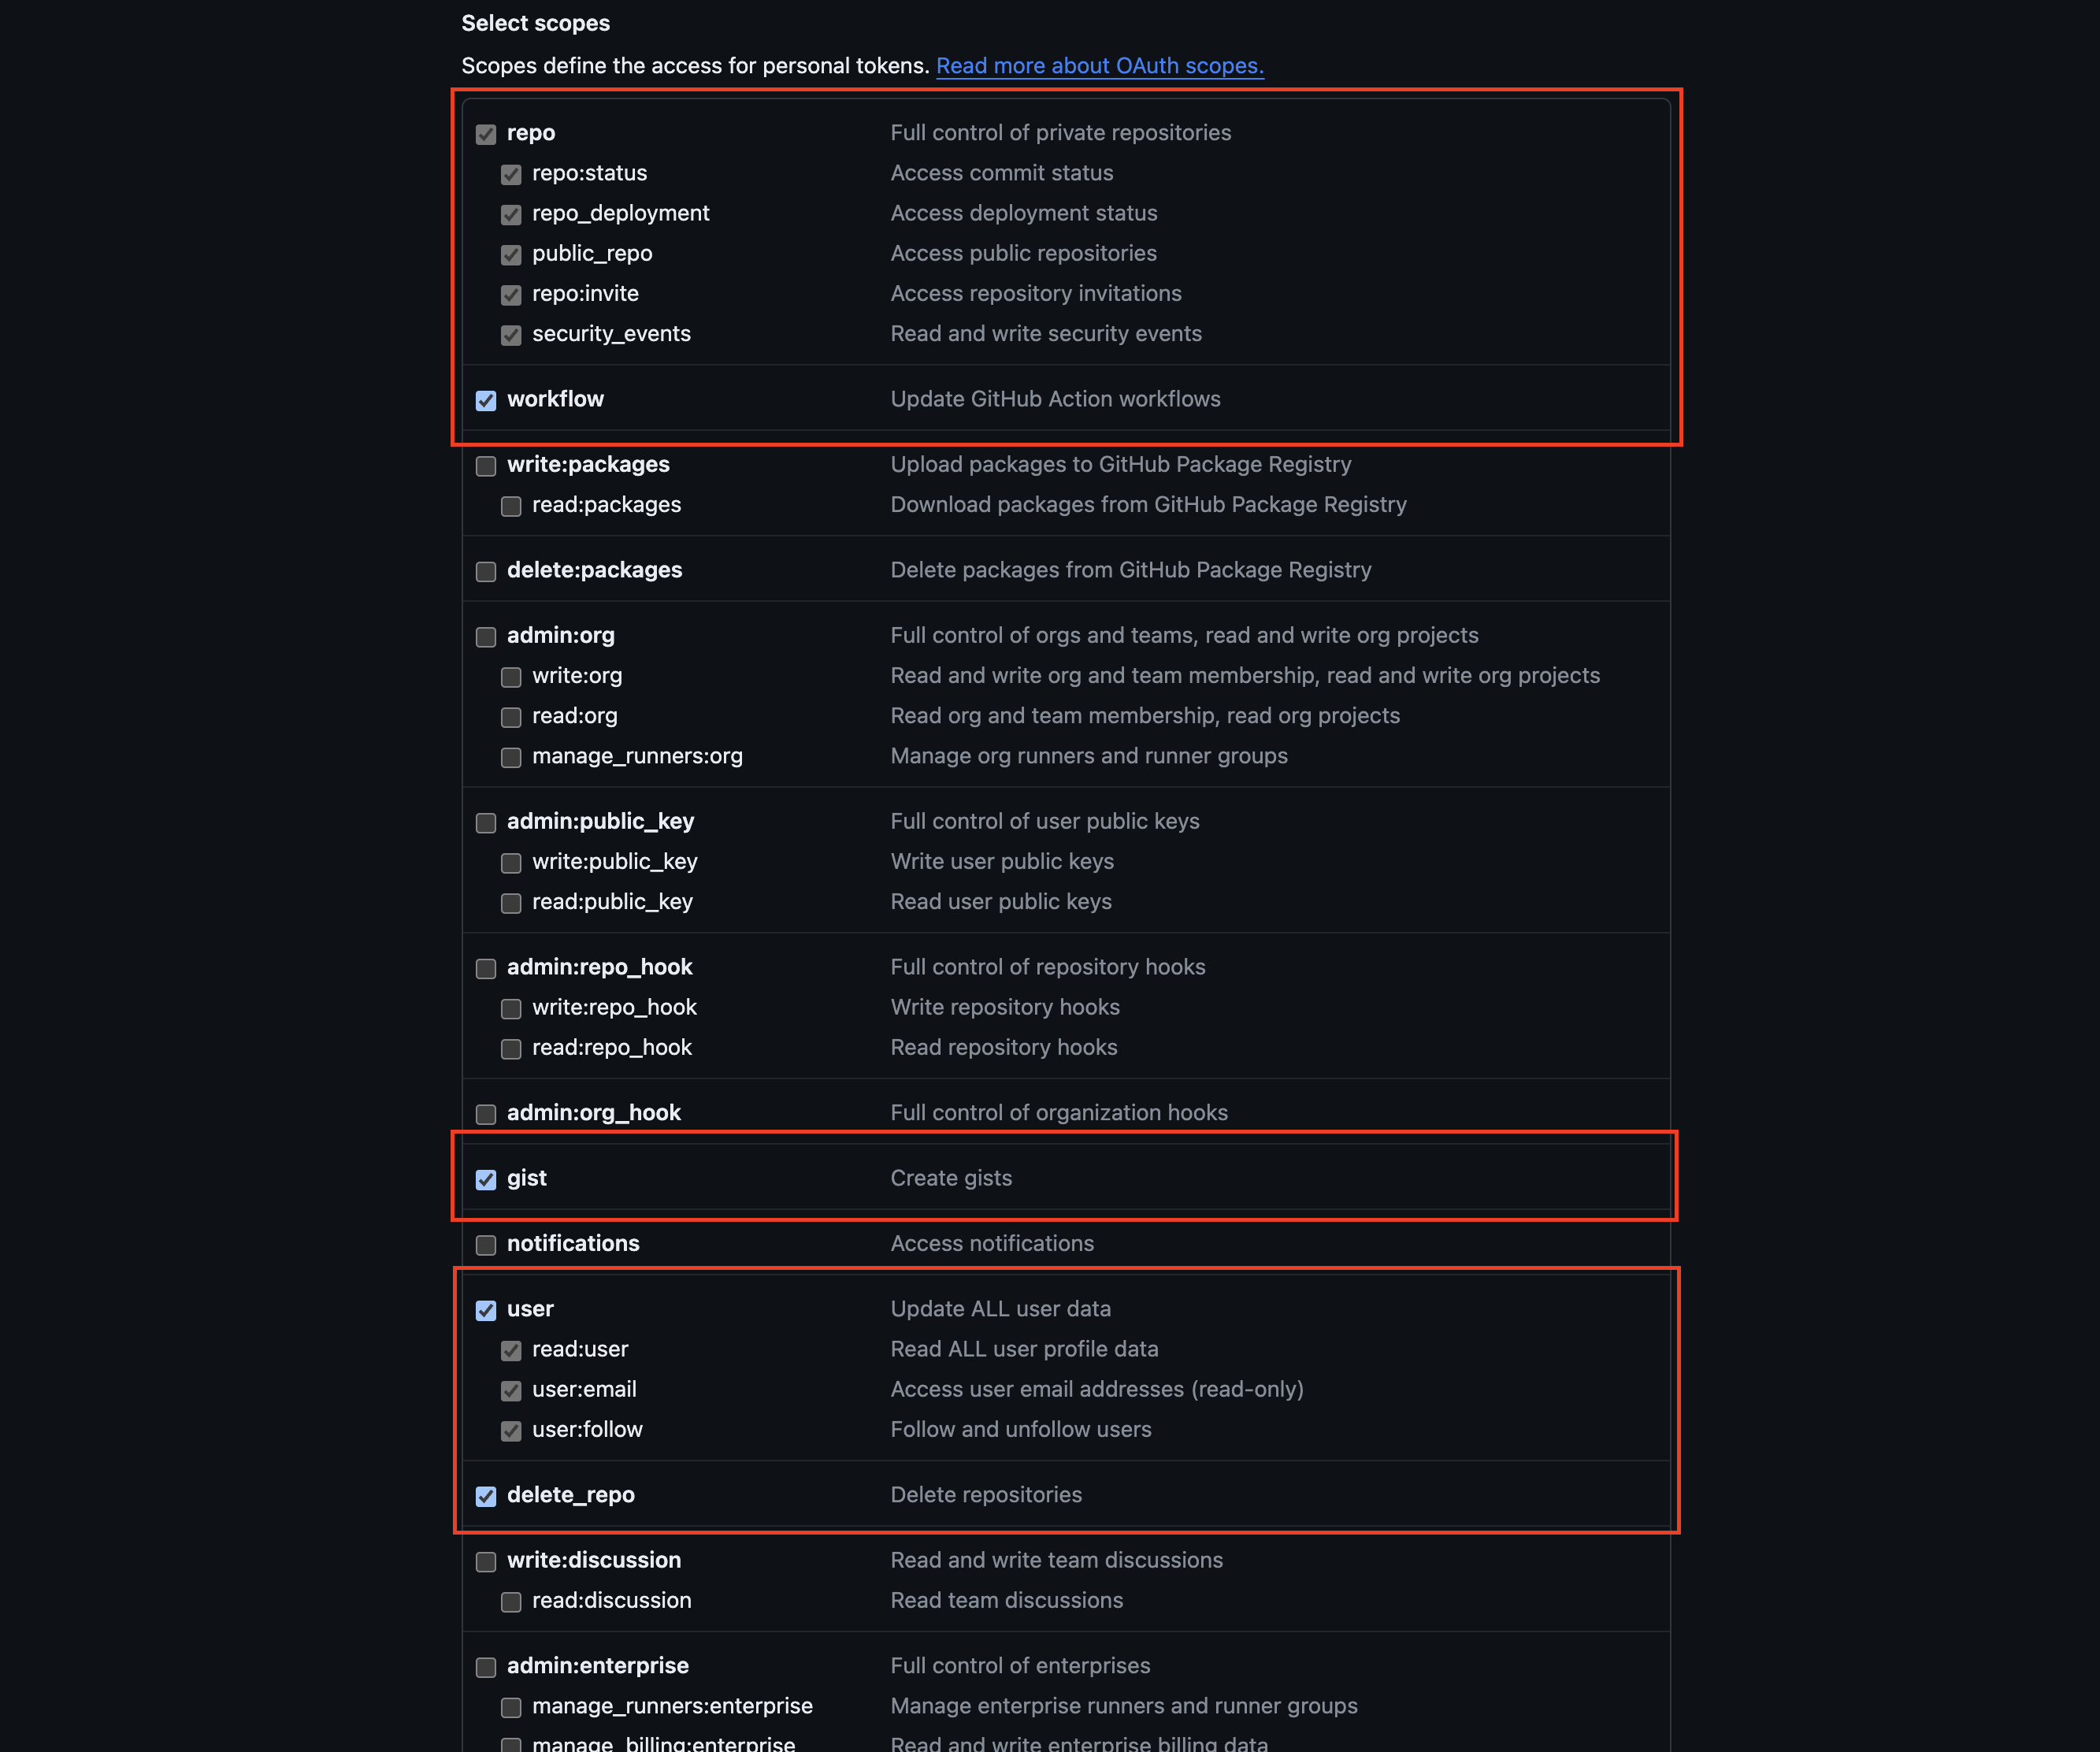 Select scopes
Scopes define the access for personal tokens. Read more about OAuth scopes.
repo Full control of private repositories
repo:status Access commit status
repo_deployment Access deployment status
public_repo Access public repositories
repo:invite Access repository invitations
security_events Read and write security events
workflow Update GitHub Action workflows
write:packages Upload packages to GitHub Package Registry
read:packages Download packages from GitHub Package Registry
delete:packages Delete packages from GitHub Package Registry
admin:org Full control of orgs and teams, read and write org projects
write:org Read and write org and team membership, read and write org projects
read:org Read org and team membership, read org projects
manage_runners:org Manage org runners and runner groups
admin:public_key Full control of user public keys
write:public_key Write user public keys
read:public_key Read user public keys
admin:repo_hook Full control of repository hooks
write:repo_hook Write repository hooks
read:repo_hook Read repository hooks
admin:org_hook Full control of organization hooks
gist Create gists
notifications Access notifications
user Update ALL user data
read:user Read ALL user profile data
user:email Access user email addresses (read-only)
user:follow Follow and unfollow users
delete_repo Delete repositories
write:discussion Read and write team discussions
read:discussion Read team discussions
admin:enterprise Full control of enterprises
manage_runners:enterprise Manage enterprise runners and runner groups
manage_billing:enterprise Read and write enterprise billing data